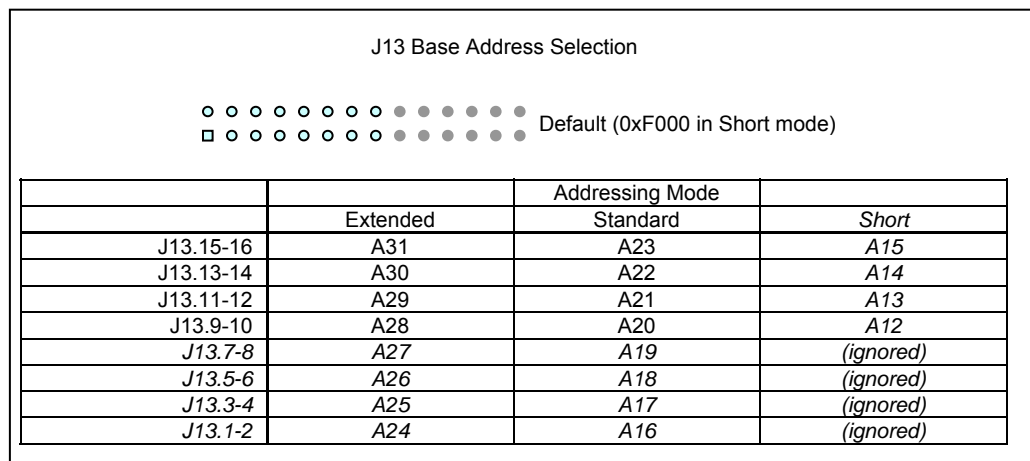 J13 Base Address Selection
Default (0xF000 in Short mode)
Addressing Mode
Extended Standard Short
J13.15-16 A31 A23 A15
J13.13-14 A30 A22 A14
J13.11-12 A29 A21 A13
J13.9-10 A28 A20 A12
J13.7-8 A27 A19 (ignored)
J13.5-6 A26 A18 (ignored)
J13.3-4 A25 A17 (ignored)
J13.1-2 A24 A16 (ignored)